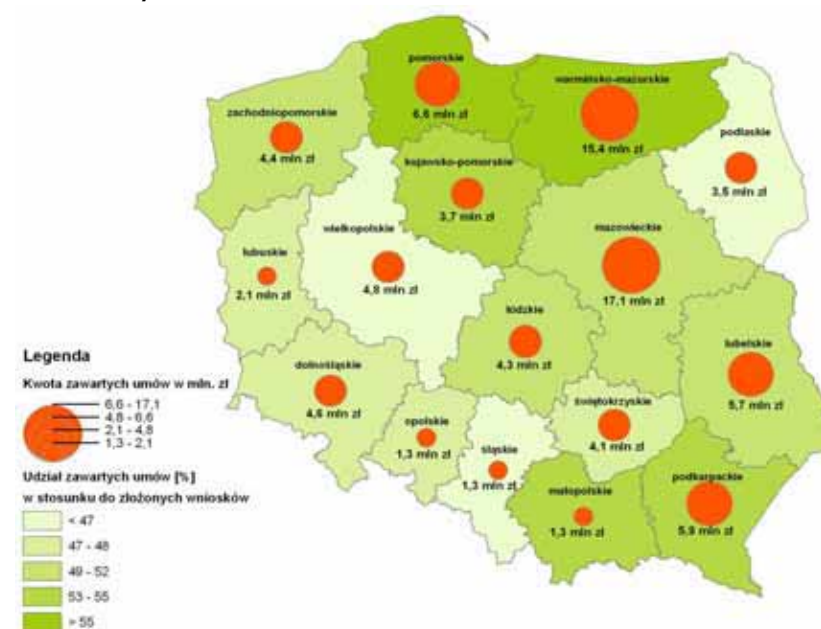 pomorskie
6,6 mln zł
warmińsko-mazurskie
15,4 mln zł
zachodniopomorskie
4,4 mln zł
podlaskie
3,5 mln zł
kujawsko-pomorskie
3,7 mln zł
mazowieckie
17,1 mln zł
wielkopolskie
4,8 mln zł
lubuskie
2,1 mln zł
łódzkie
4,3 mln zł
lubelskie
5,7 mln zł
dolnośląskie
4,6 mln zł
opolskie
1,3 mln zł
śląskie
1,3 mln zł
świętokrzyskie
4,1 mln zł
małopolskie
1,3 mln zł
podkarpackie
5,9 mln zł
Legenda
Kwota zawartych umów w mln. zł
6,6 - 17,1
4,8 - 6,6
2,1 - 4,8
1,3 - 2,1
Udział zawartych umów [%]
w stosunku do złożonych wniosków
< 47
47 - 48
49 - 52
53 - 55
> 55